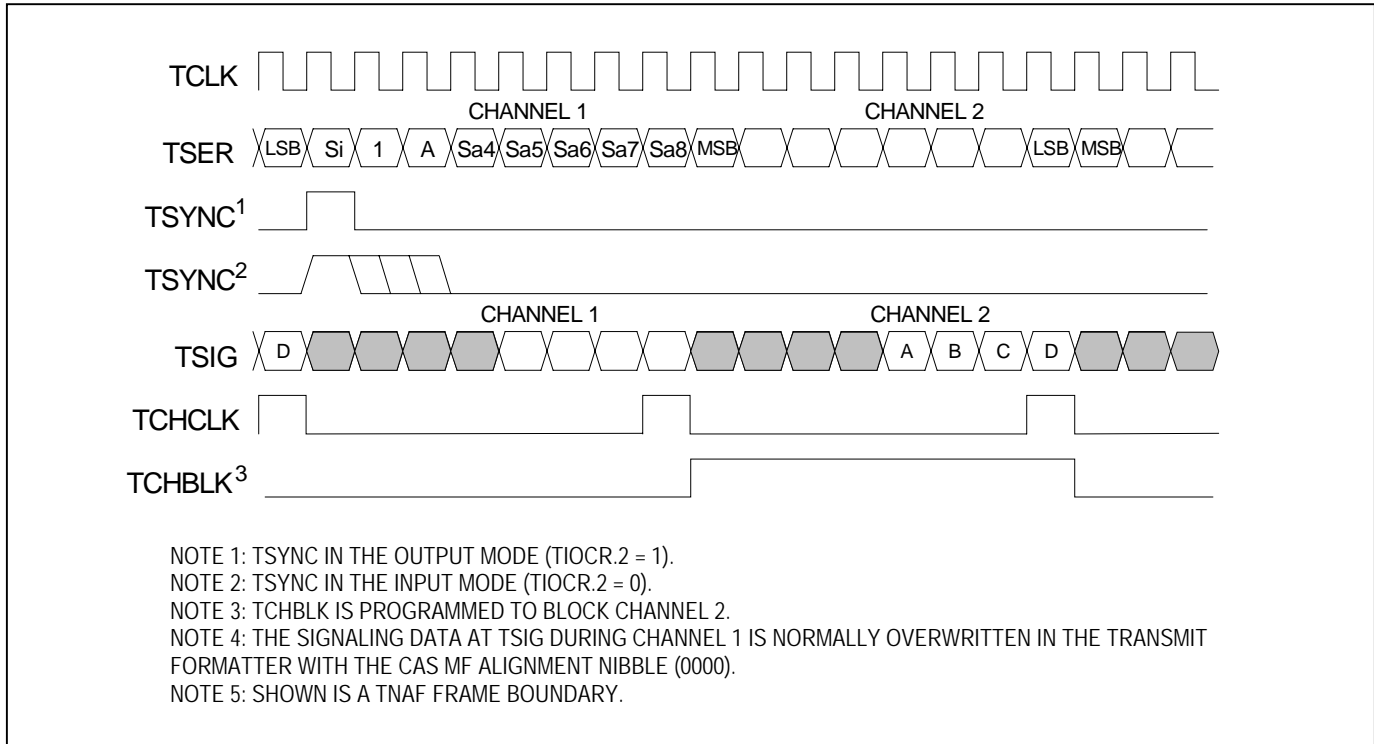 TCLK
CHANNEL 1 CHANNEL 2
TSER LSB Si 1 A Sa4 Sa5 Sa6 Sa7 Sa8 MSB LSB MSB
TSYNC1
TSYNC2
CHANNEL 1 CHANNEL 2
TSIG D A B C D
TCHCLK
TCHBLK3
NOTE 1: TSYNC IN THE OUTPUT MODE (TIOCR.2 = 1).
NOTE 2: TSYNC IN THE INPUT MODE (TIOCR.2 = 0).
NOTE 3: TCHBLK IS PROGRAMMED TO BLOCK CHANNEL 2.
NOTE 4: THE SIGNALING DATA AT TSIG DURING CHANNEL 1 IS NORMALLY OVERWRITTEN IN THE TRANSMIT
FORMATTER WITH THE CAS MF ALIGNMENT NIBBLE (0000).
NOTE 5: SHOWN IS A TNAF FRAME BOUNDARY.